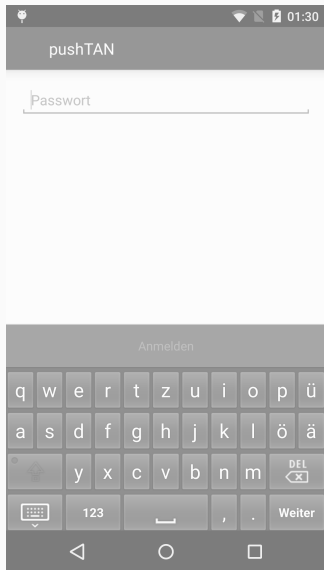 01:30
pushTAN
Passwort
Anmelden
q w e r t z u i o p ü
a s d f g h j k l ö ä
y x c v b n m DEL
123 , . Weiter